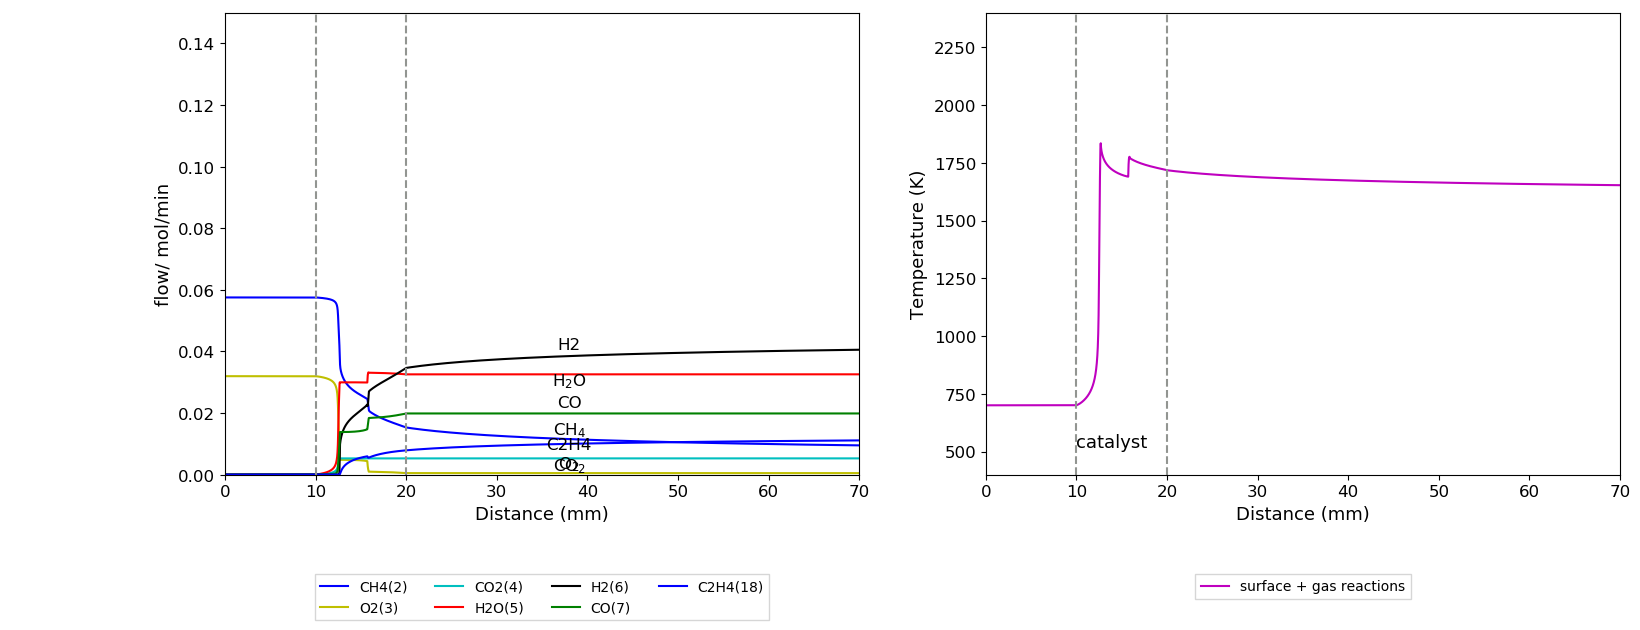 0.14
0.12
0.10
0.08
0.06
0.04
0.02
0.00
flow/ mol/min
H2
H₂O
CO
CH₄
C2H4
O₂
CO₂
0 10 20 30 40 50 60 70
Distance (mm)
CH4(2) CO2(4) H2(6) C2H4(18)
O2(3) H2O(5) CO(7)
2250
2000
1750
1500
1250
1000
750
500
Temperature (K)
catalyst
0 10 20 30 40 50 60 70
Distance (mm)
surface + gas reactions